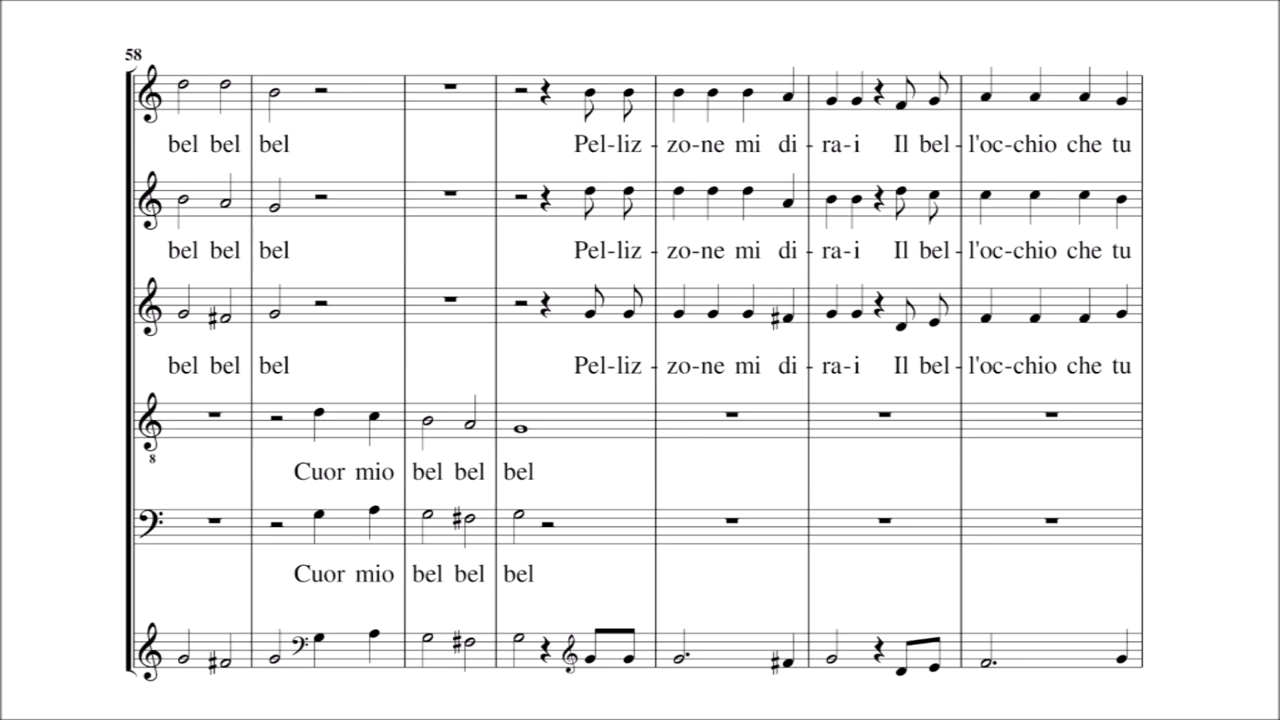 58
bel bel bel Pel-liz - zo-ne mi di - ra-i Il bel - l'oc-chio che tu
bel bel bel Pel-liz - zo-ne mi di - ra-i Il bel - l'oc-chio che tu
bel bel bel Pel-liz - zo-ne mi di - ra-i Il bel - l'oc-chio che tu
8
Cuor mio bel bel bel
Cuor mio bel bel bel